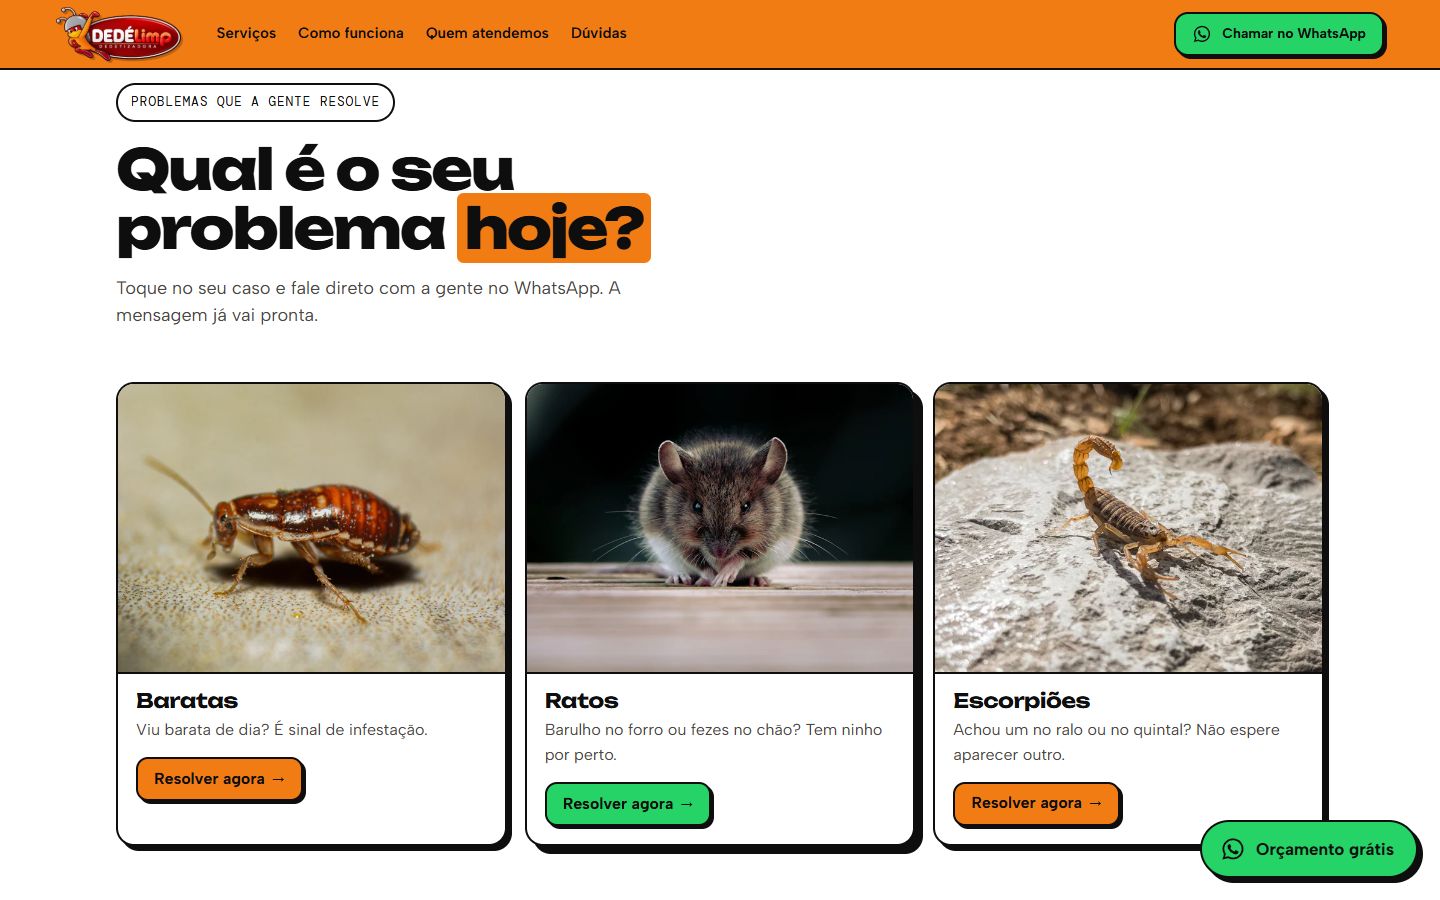 DEDÉLimp
DEDETIZADORA
Serviços
Como funciona
Quem atendemos
Dúvidas
Chamar no WhatsApp
PROBLEMAS QUE A GENTE RESOLVE
Qual é o seu
problema hoje?
Toque no seu caso e fale direto com a gente no WhatsApp. A
mensagem já vai pronta.
Baratas
Viu barata de dia? É sinal de infestação.
Resolver agora →
Ratos
Barulho no forro ou fezes no chão? Tem ninho
por perto.
Resolver agora →
Escorpiões
Achou um no ralo ou no quintal? Não espere
aparecer outro.
Resolver agora →
Orçamento grátis